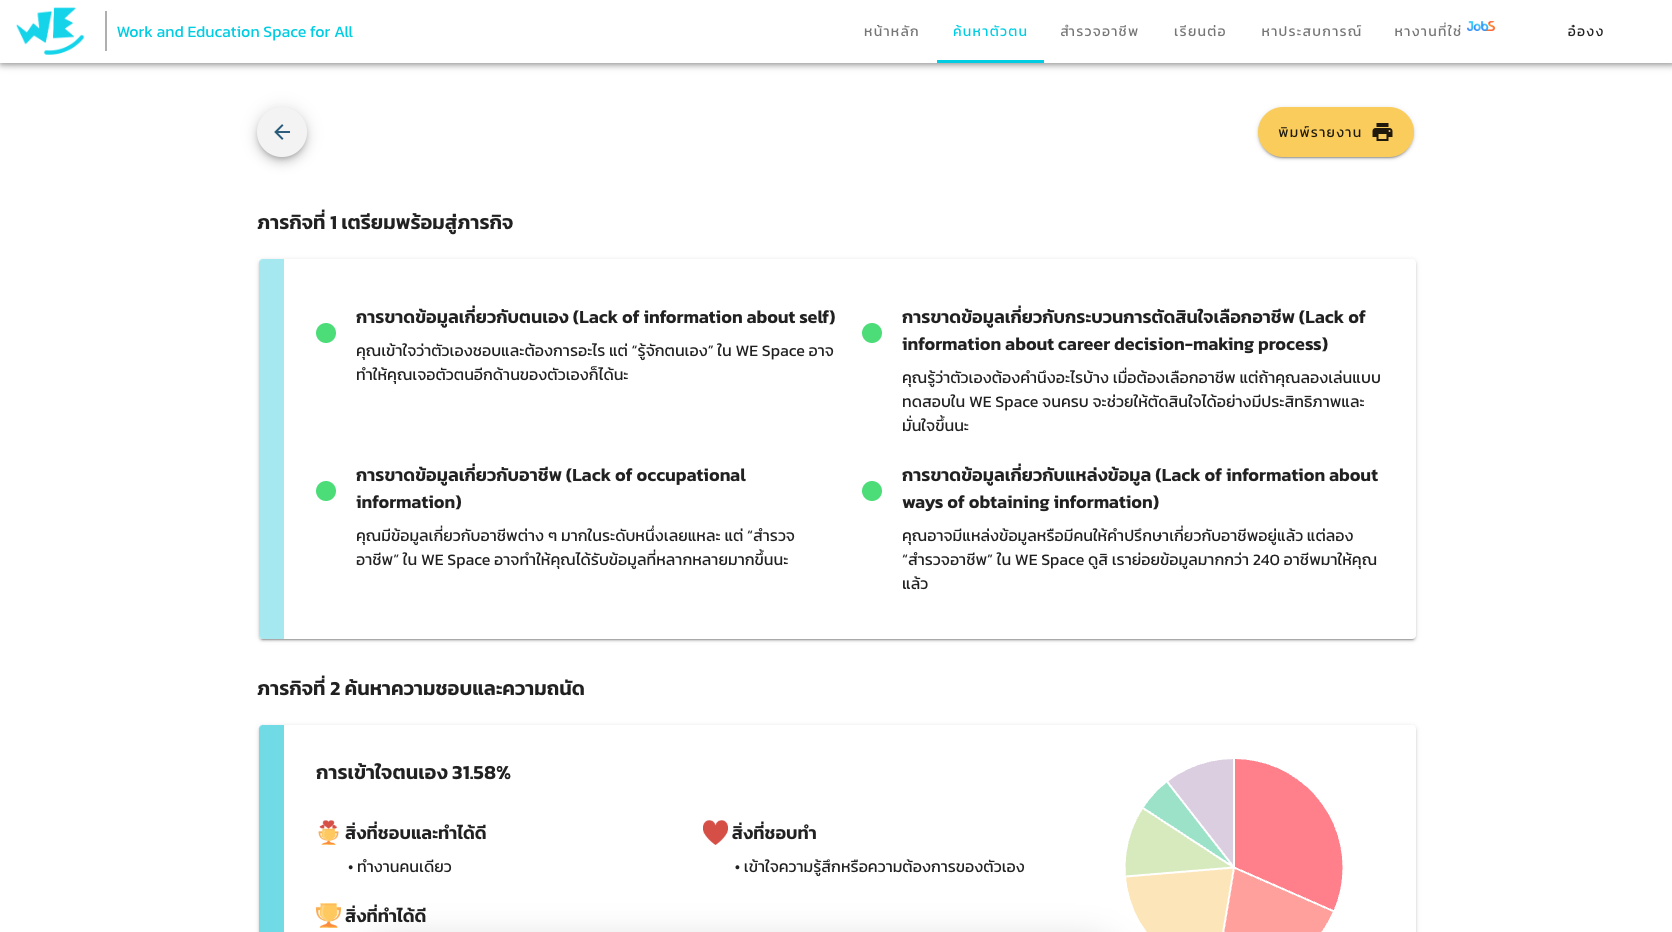 WE
Work and Education Space for All
หน้าหลัก
ค้นหาตัวตน
สำรวจอาชีพ
เรียนต่อ
หาประสบการณ์
หางานที่ใช่ JobS
อ๋องง
พิมพ์รายงาน
ภารกิจที่ 1 เตรียมพร้อมสู่ภารกิจ
การขาดข้อมูลเกี่ยวกับตนเอง (Lack of information about self)
คุณเข้าใจว่าตัวเองชอบและต้องการอะไร แต่ “รู้จักตนเอง” ใน WE Space อาจ
ทำให้คุณเจอตัวตนอีกด้านของตัวเองก็ได้นะ
การขาดข้อมูลเกี่ยวกับกระบวนการตัดสินใจเลือกอาชีพ (Lack of
information about career decision-making process)
คุณรู้ว่าตัวเองต้องคำนึงอะไรบ้าง เมื่อต้องเลือกอาชีพ แต่ถ้าคุณลองเล่นแบบ
ทดสอบใน WE Space จนครบ จะช่วยให้ตัดสินใจได้อย่างมีประสิทธิภาพและ
มั่นใจขึ้นนะ
การขาดข้อมูลเกี่ยวกับอาชีพ (Lack of occupational
information)
คุณมีข้อมูลเกี่ยวกับอาชีพต่าง ๆ มากในระดับหนึ่งเลยแหละ แต่ “สำรวจ
อาชีพ” ใน WE Space อาจทำให้คุณได้รับข้อมูลที่หลากหลายมากขึ้นนะ
การขาดข้อมูลเกี่ยวกับแหล่งข้อมูล (Lack of information about
ways of obtaining information)
คุณอาจมีแหล่งข้อมูลหรือมีคนให้คำปรึกษาเกี่ยวกับอาชีพอยู่แล้ว แต่ลอง
“สำรวจอาชีพ” ใน WE Space ดูสิ เราย่อยข้อมูลมากกว่า 240 อาชีพมาให้คุณ
แล้ว
ภารกิจที่ 2 ค้นหาความชอบและความถนัด
การเข้าใจตนเอง 31.58%
สิ่งที่ชอบและทำได้ดี
• ทำงานคนเดียว
สิ่งที่ชอบทำ
• เข้าใจความรู้สึกหรือความต้องการของตัวเอง
สิ่งที่ทำได้ดี